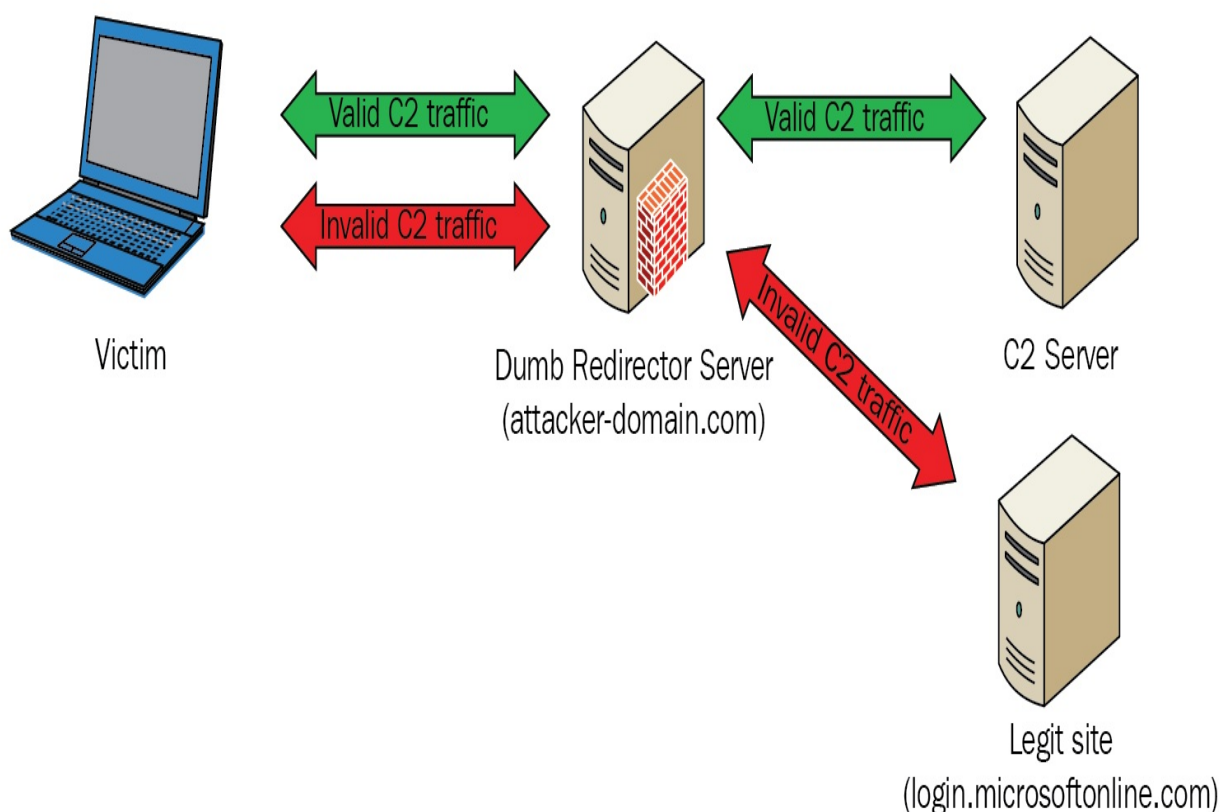 Valid C2 traffic
Valid C2 traffic
Invalid C2 traffic
Invalid C2 traffic
Victim
Dumb Redirector Server
(attacker-domain.com)
C2 Server
Legit site
(login.microsoftonline.com)